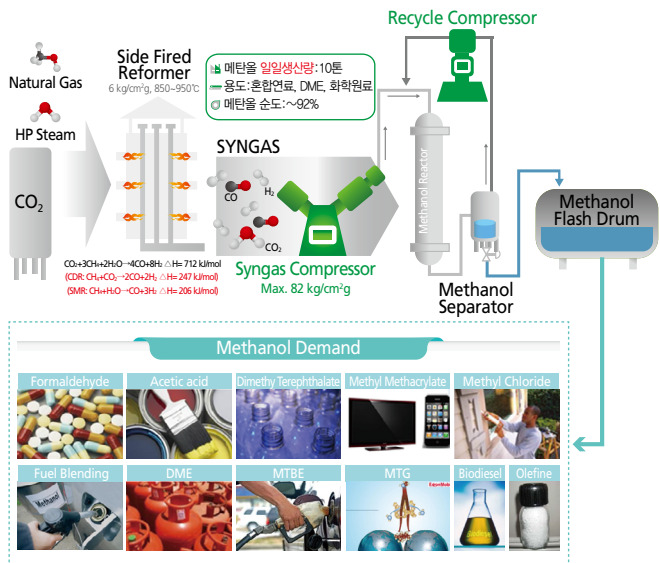 Recycle Compressor
Natural Gas
HP Steam
CO₂
Side Fired
Reformer
6 kg/cm²g, 850~950℃
메탄올 일일생산량:10톤
용도:혼합연료, DME, 화학원료
메탄올 순도:~92%
SYNGAS
CO
H₂
CO₂
Syngas Compressor
Max. 82 kg/cm²g
CO₂+3CH₄+2H₂O→4CO+8H₂ △H= 712 kJ/mol
(CDR: CH₄+CO₂→2CO+2H₂ △H= 247 kJ/mol)
(SMR: CH₄+H₂O→CO+3H₂ △H= 206 kJ/mol)
Methanol Reactor
Methanol
Separator
Methanol
Flash Drum
Methanol Demand
Formaldehyde
Acetic acid
Dimethy Terephthalate
Methyl Methacrylate
Methyl Chloride
Fuel Blending
DME
MTBE
MTG
Biodiesel
Olefine
Methanol
ExxonMobil
Biodiesel